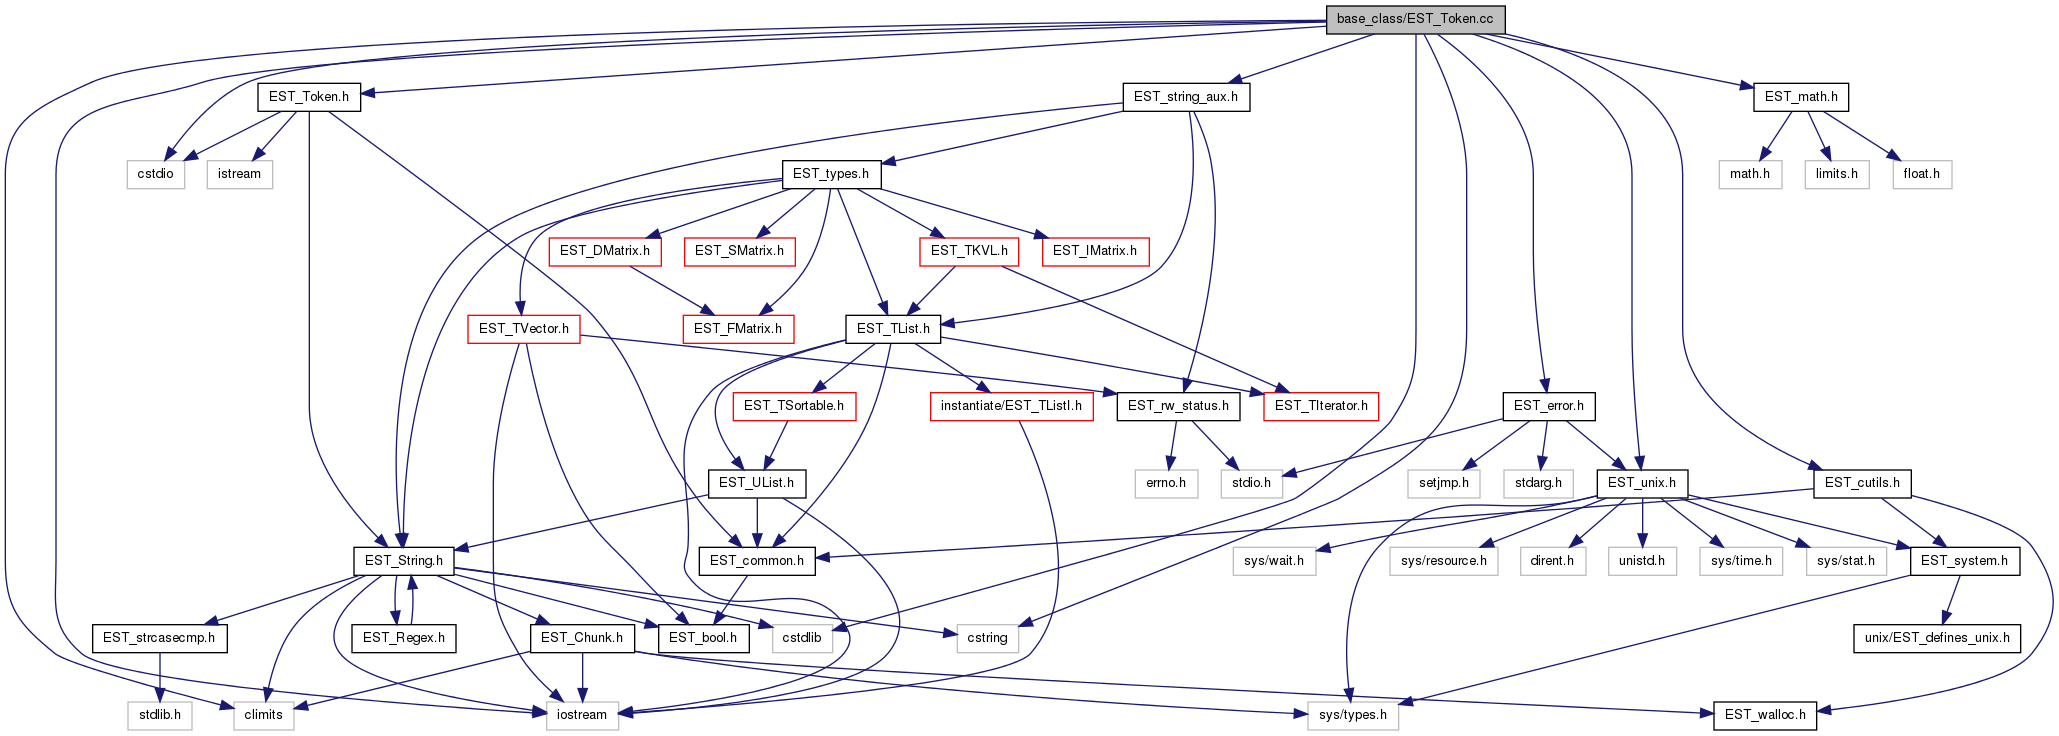 base_class/EST_Token.cc
EST_Token.h
EST_string_aux.h
EST_math.h
cstdio
istream
EST_types.h
math.h
limits.h
float.h
EST_DMatrix.h
EST_SMatrix.h
EST_TKVL.h
EST_IMatrix.h
EST_TVector.h
EST_FMatrix.h
EST_TList.h
EST_TSortable.h
instantiate/EST_TListI.h
EST_rw_status.h
EST_TIterator.h
EST_error.h
EST_UList.h
errno.h
stdio.h
setjmp.h
stdarg.h
EST_unix.h
EST_cutils.h
EST_String.h
EST_common.h
sys/wait.h
sys/resource.h
dirent.h
unistd.h
sys/time.h
sys/stat.h
EST_system.h
EST_strcasecmp.h
EST_Regex.h
EST_Chunk.h
EST_bool.h
cstdlib
cstring
unix/EST_defines_unix.h
stdlib.h
climits
iostream
sys/types.h
EST_walloc.h